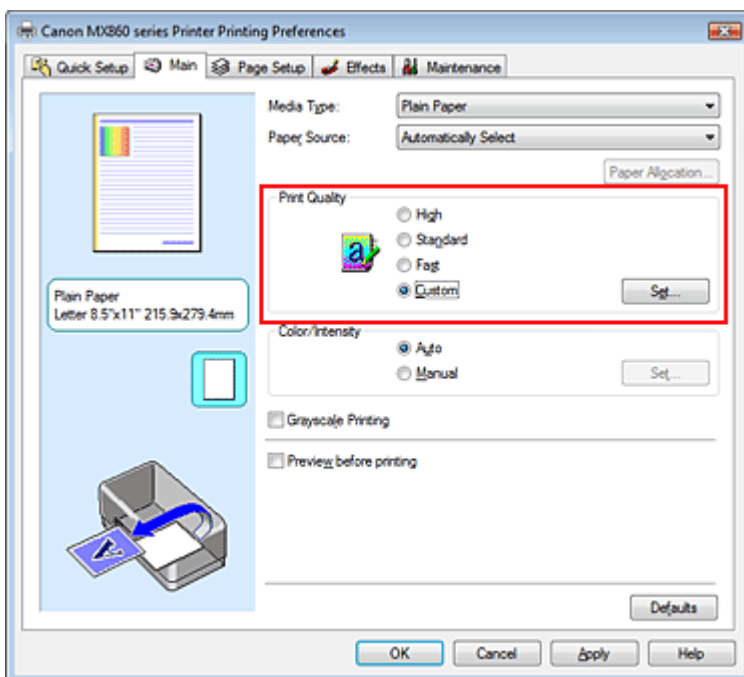 Canon MX860 series Printer Printing Preferences
Quick Setup Main Page Setup Effects Maintenance
Media Type: Plain Paper
Paper Source: Automatically Select
Paper Allocation...
Print Quality
High
Standard
a
Fast
Custom Set...
Plain Paper
Letter 8.5"x11" 215.9x279.4mm
Color/Intensity
Auto
Manual Set...
Grayscale Printing
Preview before printing
A
Defaults
OK Cancel Apply Help